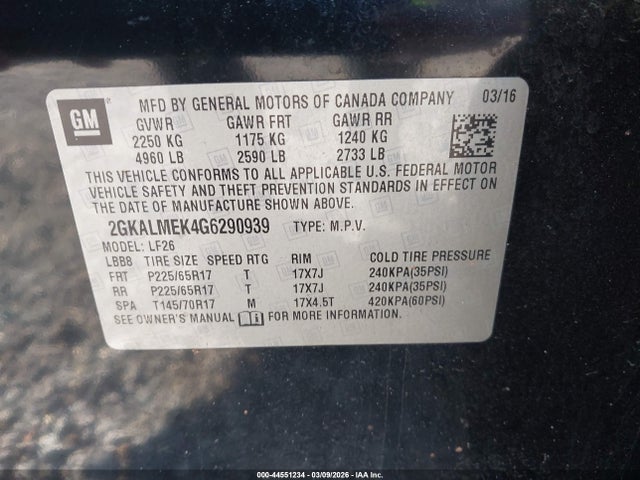 GM
MFD BY GENERAL MOTORS OF CANADA COMPANY 03/16
GVWR GAWR FRT GAWR RR
2250 KG 1175 KG 1240 KG
4960 LB 2590 LB 2733 LB
THIS VEHICLE CONFORMS TO ALL APPLICABLE U.S. FEDERAL MOTOR
VEHICLE SAFETY AND THEFT PREVENTION STANDARDS IN EFFECT ON
THE DATE OF MANUFACTURE SHOWN ABOVE.
2GKALMEK4G6290939 TYPE: M.P.V.
MODEL: LF26
LBB8 TIRE SIZE SPEED RTG RIM COLD TIRE PRESSURE
FRT P225/65R17 T 17X7J 240KPA(35PSI)
RR P225/65R17 T 17X7J 240KPA(35PSI)
SPA T145/70R17 M 17X4.5T 420KPA(60PSI)
SEE OWNER'S MANUAL FOR MORE INFORMATION.
000-44551234 | 03/09/2026 | IAA Inc.